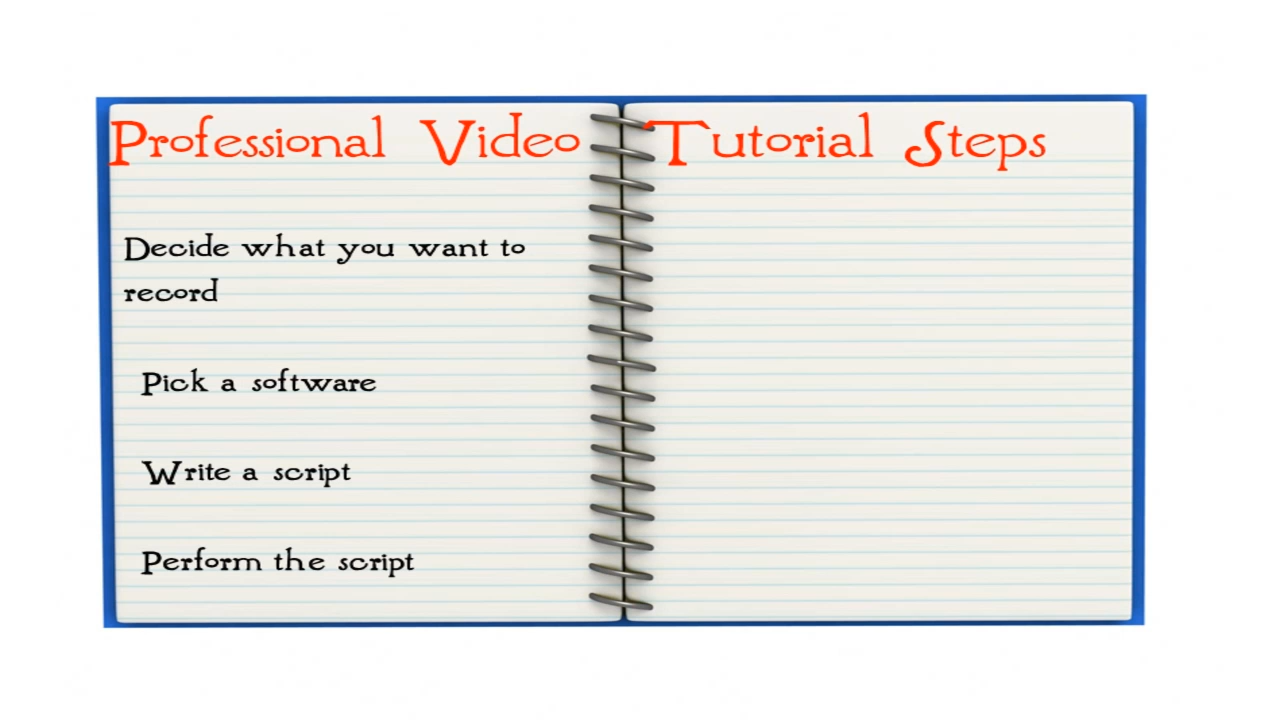 Professional Video Tutorial Steps
Decide what you want to
record
Pick a software
Write a script
Perform the script